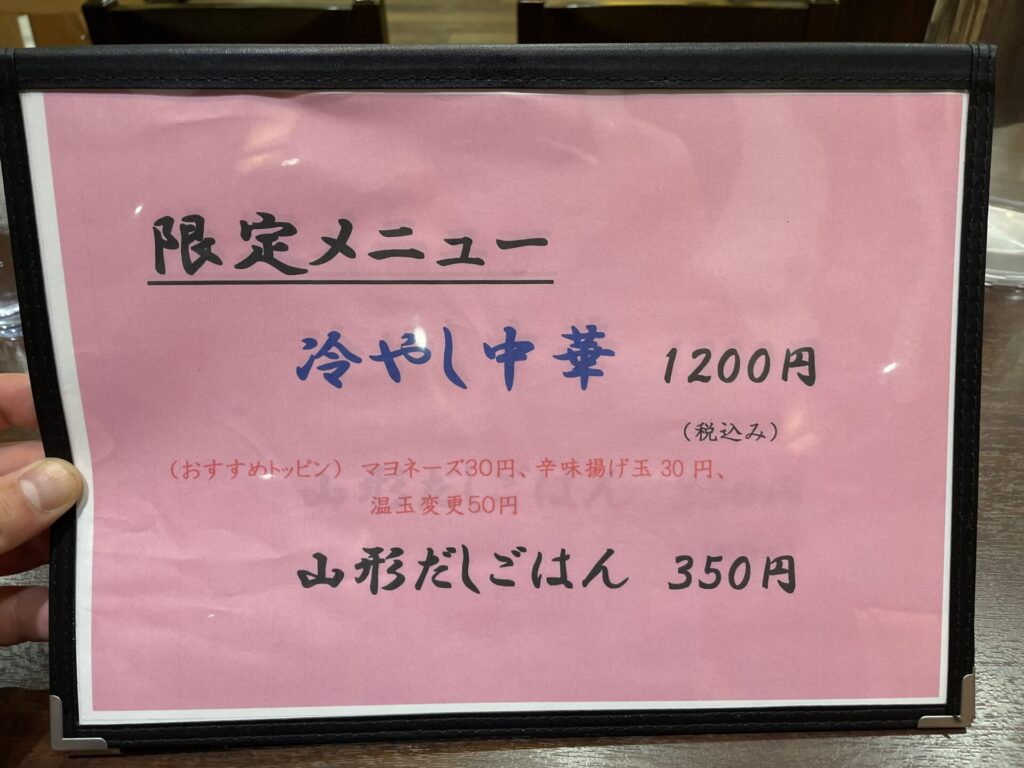 限定メニュー
冷やし中華 1200円
(税込み)
(おすすめトッピン) マヨネーズ30円、辛味揚げ玉30円、
温玉変更50円
山形だしごはん 350円